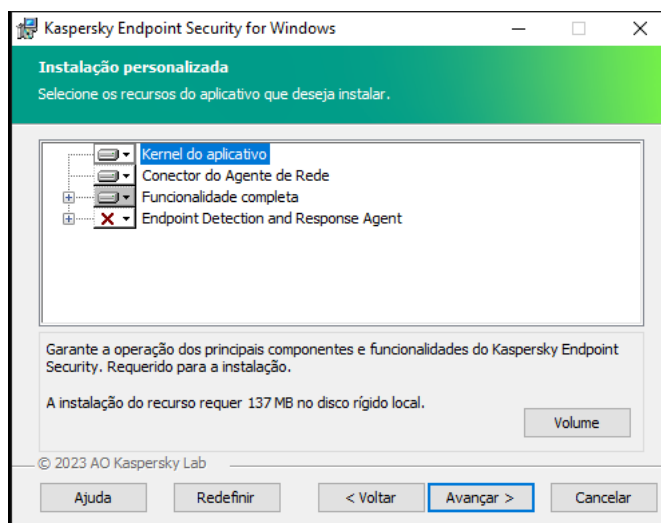 Kaspersky Endpoint Security for Windows
Instalação personalizada
Selecione os recursos do aplicativo que deseja instalar.
Kernel do aplicativo
Conector do Agente de Rede
Funcionalidade completa
Endpoint Detection and Response Agent
Garante a operação dos principais componentes e funcionalidades do Kaspersky Endpoint
Security. Requerido para a instalação.
A instalação do recurso requer 137 MB no disco rígido local.
Volume
© 2023 AO Kaspersky Lab
Ajuda
Redefinir
< Voltar
Avançar >
Cancelar